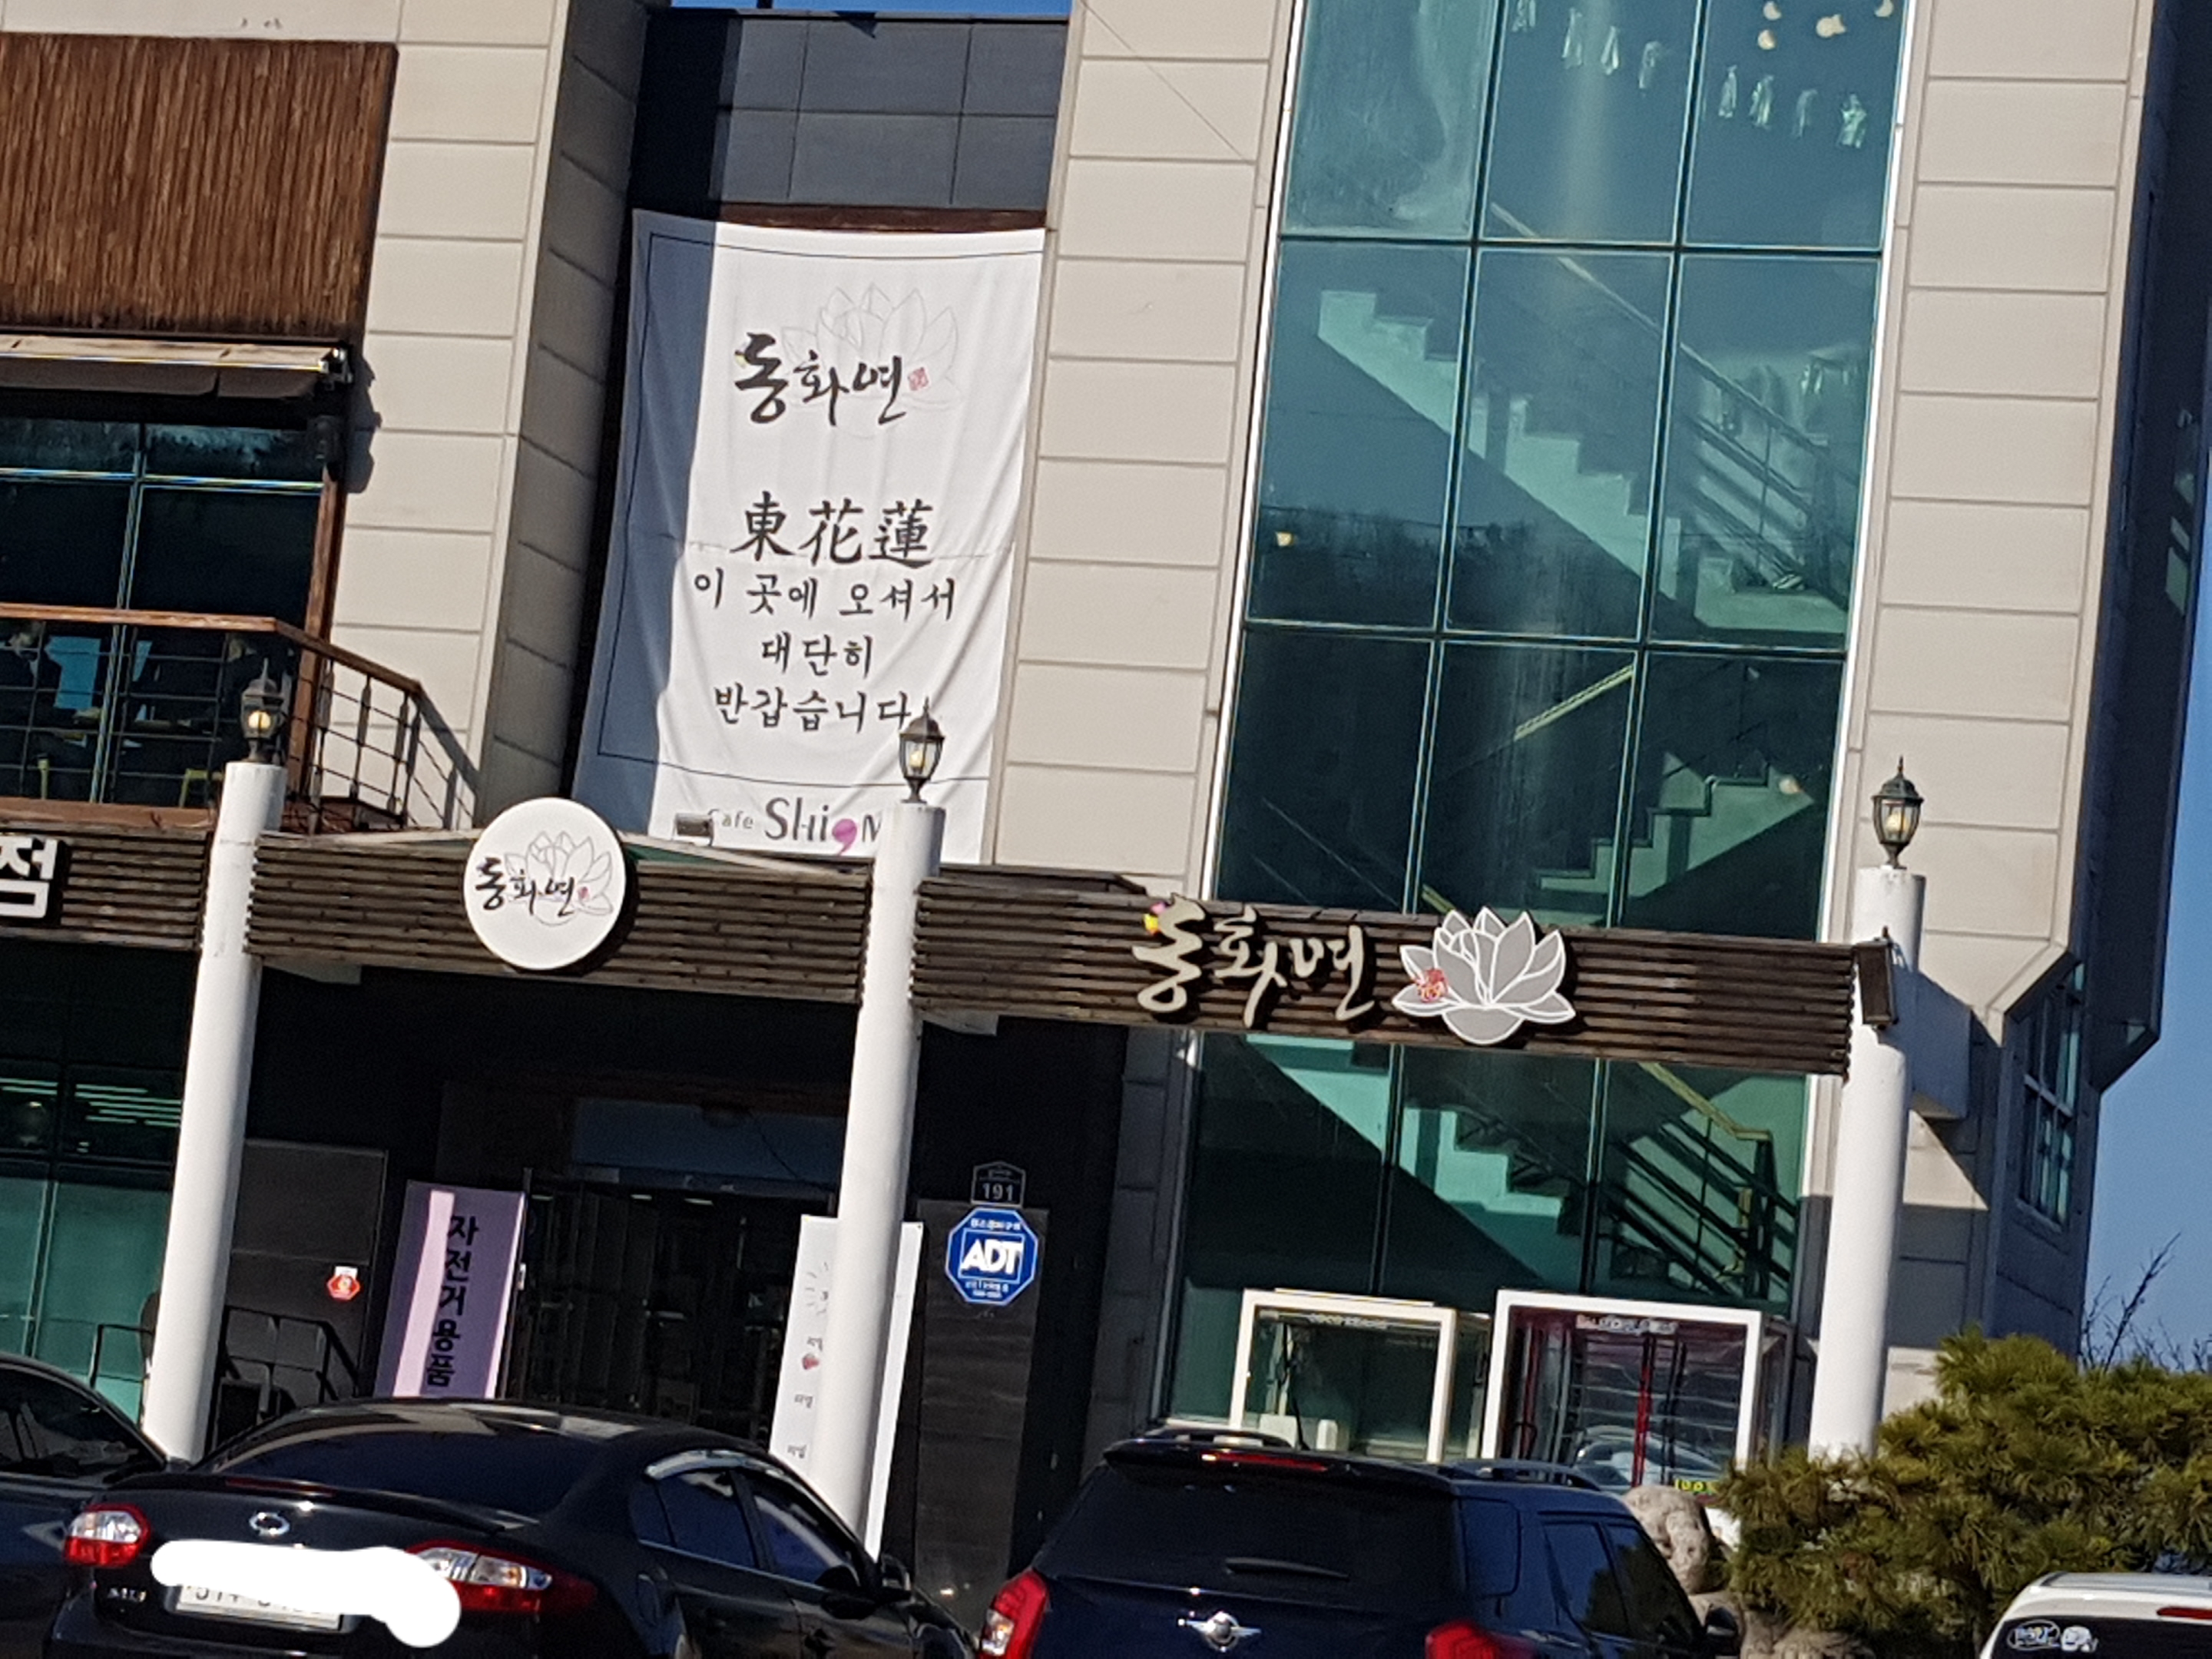 동화연
東花蓮
이 곳에 오셔서
대단히
반갑습니다
Cafe Shi,M
점
동화연
동화연
191
ADT
자전거용품